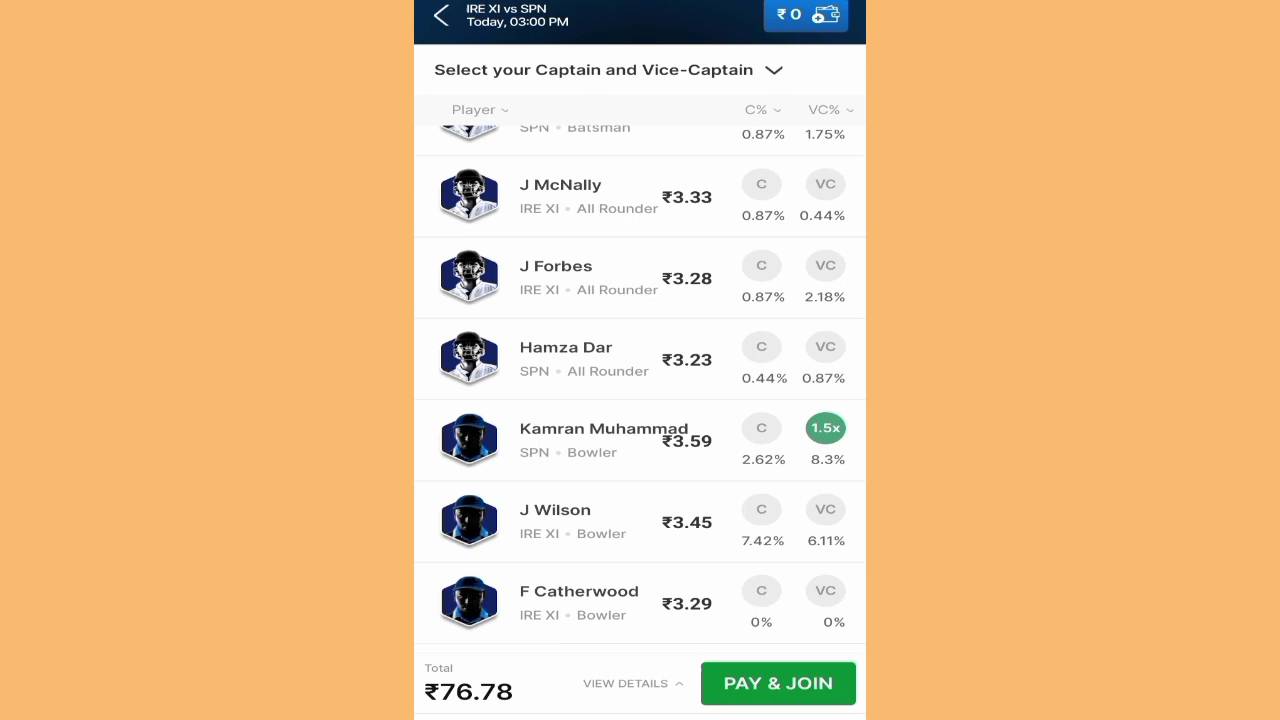 IRE XI vs SPN
Today, 03:00 PM
₹ 0
Select your Captain and Vice-Captain
Player C% VC%
SPN • Batsman
0.87% 1.75%
J McNally
IRE XI • All Rounder
₹3.33
C VC
0.87% 0.44%
J Forbes
IRE XI • All Rounder
₹3.28
C VC
0.87% 2.18%
Hamza Dar
SPN • All Rounder
₹3.23
C VC
0.44% 0.87%
Kamran Muhammad
SPN • Bowler
₹3.59
C 1.5x
2.62% 8.3%
J Wilson
IRE XI • Bowler
₹3.45
C VC
7.42% 6.11%
F Catherwood
IRE XI • Bowler
₹3.29
C VC
0% 0%
Total
₹76.78
VIEW DETAILS
PAY & JOIN